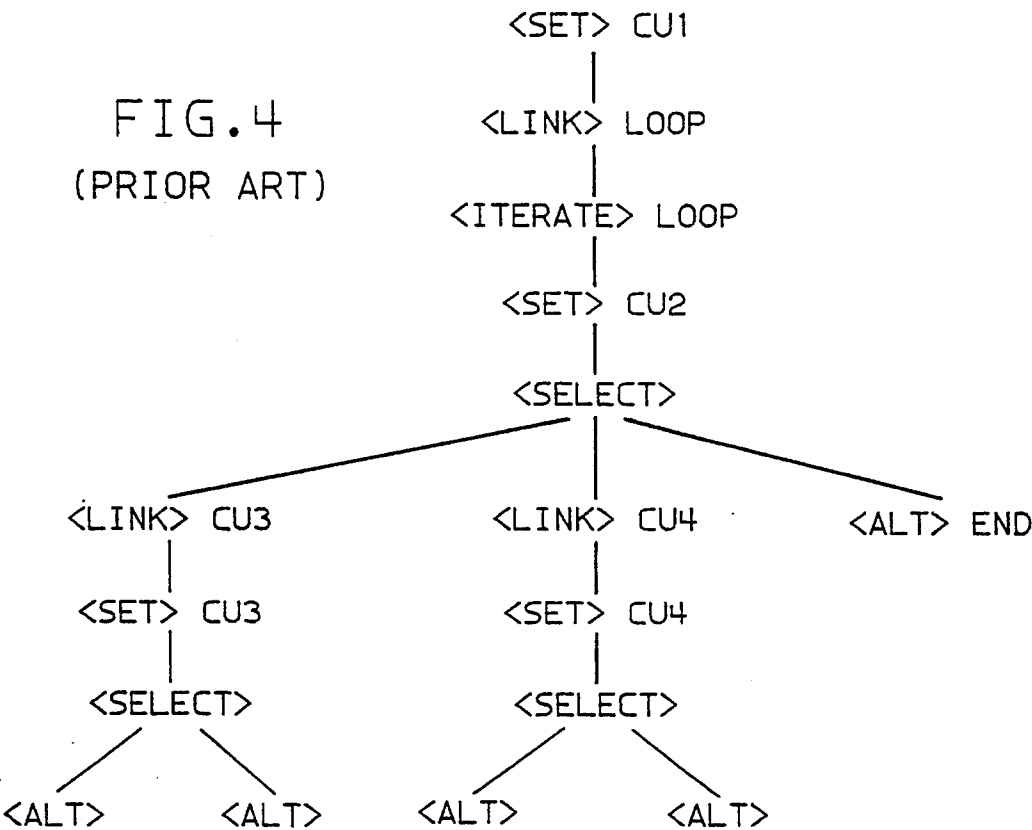 <SET> CU1
FIG.4
(PRIOR ART)
<LINK> LOOP
<ITERATE> LOOP
<SET> CU2
<SELECT>
<LINK> CU3
<LINK> CU4
<ALT> END
<SET> CU3
<SET> CU4
<SELECT>
<SELECT>
<ALT>
<ALT>
<ALT>
<ALT>